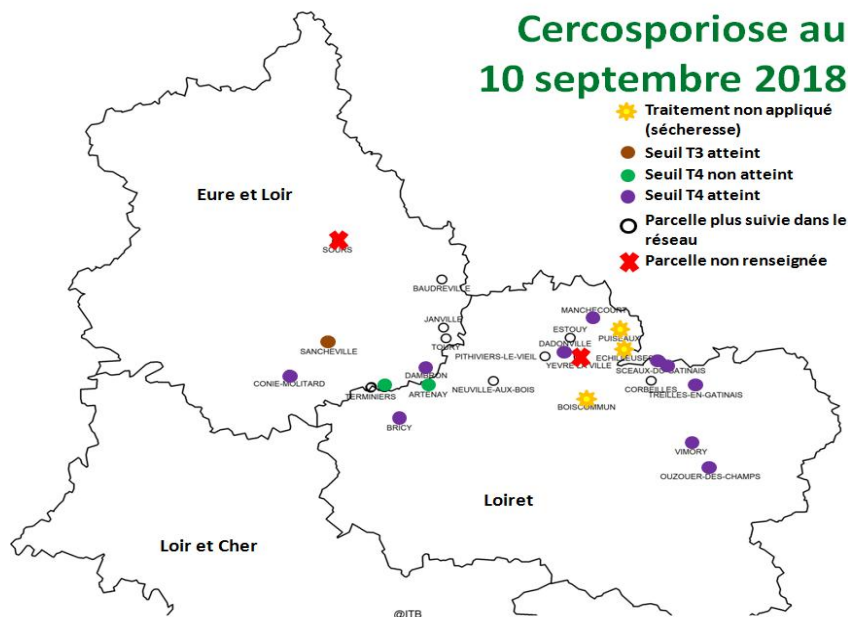 Cercosporiose au
10 septembre 2018
Traitement non appliqué
(sécheresse)
Seuil T3 atteint
Seuil T4 non atteint
Seuil T4 atteint
Parcelle plus suivie dans le
réseau
Parcelle non renseignée
Eure et Loir
SOURS
BAUDREVILLE
MANCHECOURT
JANVILLE
ESTOUY
PUISEAUX
TOURY
DADONVILLE
SANCHEVILLE
PITHIVIERS-LE-VIEIL
ECHILLEUSES
YEVRE LA VILLE
DAMBRON
SCEAUX-DU-GATINAIS
CONIE-MOLITARD
NEUVILLE-AUX-BOIS
CORBEILLES
TERMINIERS
ARTENAY
TREILLES-EN-GATINAIS
BOISCOMMUN
BRICY
VIMORY
OUZOUER-DES-CHAMPS
Loiret
Loir et Cher
@ITB